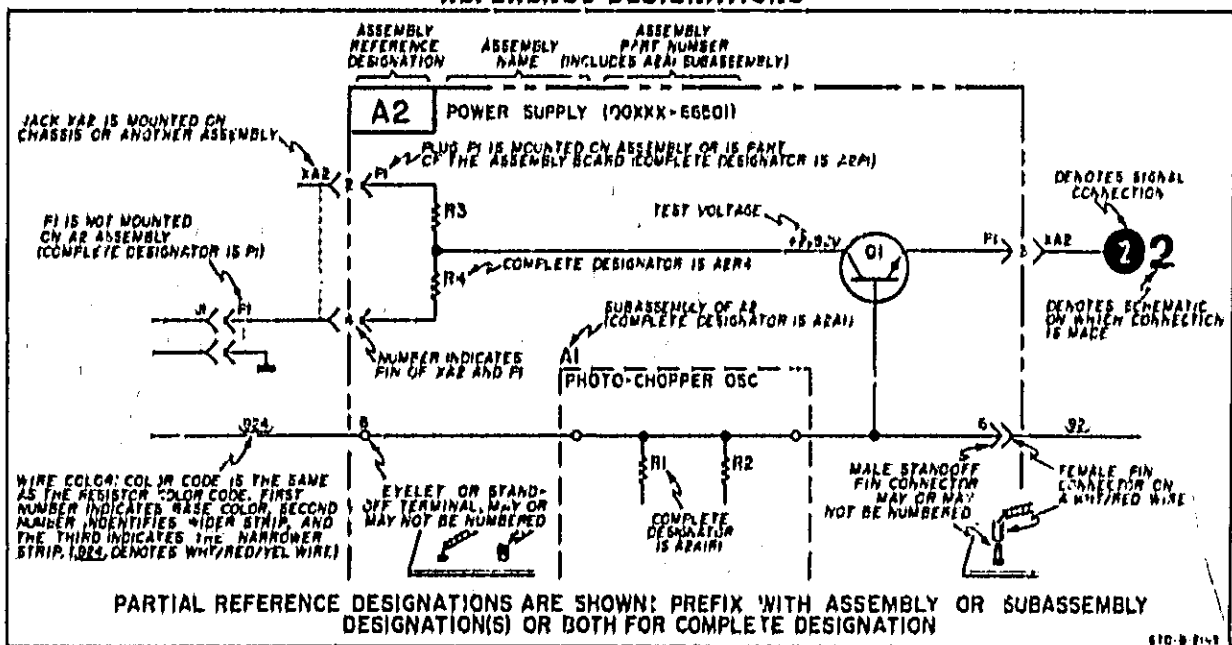 REFERENCE DESIGNATIONS
ASSEMBLY
REFERENCE
DESIGNATION
ASSEMBLY
NAME
ASSEMBLY
PART NUMBER
(INCLUDES A2A1 SUBASSEMBLY)
A2
POWER SUPPLY (00XXX-66501)
JACK XA2 IS MOUNTED ON
CHASSIS OR ANOTHER ASSEMBLY
PLUG P1 IS MOUNTED ON ASSEMBLY OR IS PART
OF THE ASSEMBLY BOARD (COMPLETE DESIGNATOR IS A2P1)
XA2
2
P1
DENOTES SIGNAL
CONNECTION
R3
TEST VOLTAGE
P1 IS NOT MOUNTED
ON A2 ASSEMBLY
(COMPLETE DESIGNATOR IS P1)
Q1
P1
XA2
2
2
R4
COMPLETE DESIGNATOR IS A2R4
DENOTES SCHEMATIC
ON WHICH CONNECTION
IS MADE
SUBASSEMBLY OF A2
(COMPLETE DESIGNATOR IS A2A1)
J1
P1
A1
NUMBER INDICATES
PIN OF XA2 AND P1
PHOTO-CHOPPER OSC
924
6
6
92
WIRE COLOR: COLOR CODE IS THE SAME
AS THE RESISTOR COLOR CODE. FIRST
NUMBER INDICATES BASE COLOR, SECOND
NUMBER INDENTIFIES WIDER STRIP, AND
THE THIRD INDICATES THE NARROWER
STRIP. (924, DENOTES WHT/RED/YEL WIRE)
EYELET OR STAND-
OFF TERMINAL, MAY OR
MAY NOT BE NUMBERED
R1
R2
COMPLETE
DESIGNATOR
IS A2A1R1
MALE STANDOFF
PIN CONNECTOR
MAY OR MAY
NOT BE NUMBERED
FEMALE PIN
CONNECTOR ON
A WHT/RED WIRE
PARTIAL REFERENCE DESIGNATIONS ARE SHOWN: PREFIX WITH ASSEMBLY OR SUBASSEMBLY
DESIGNATION(S) OR BOTH FOR COMPLETE DESIGNATION